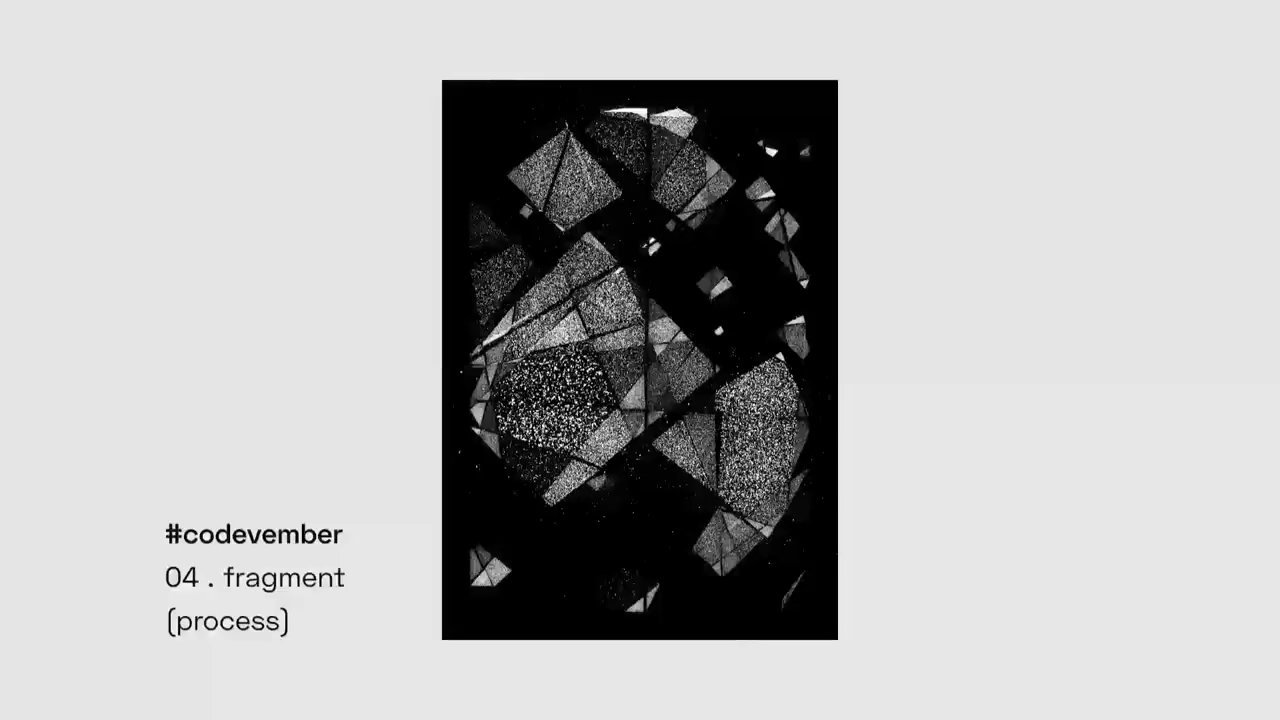 #codevember
04 . fragment
(process)